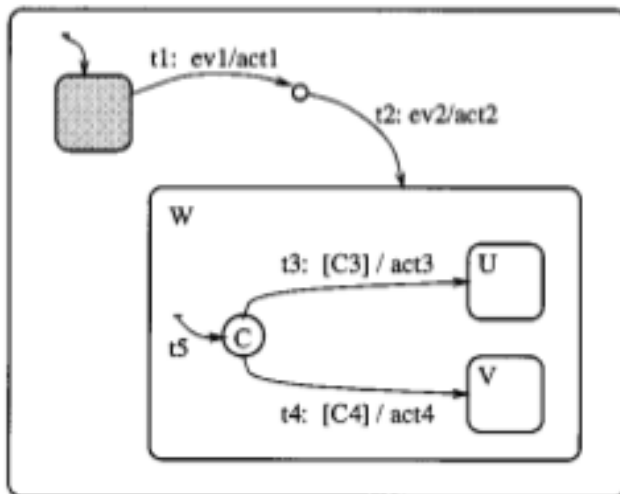 t1: ev1/act1
t2: ev2/act2
W
t3: [C3] / act3
U
t5
C
V
t4: [C4] / act4